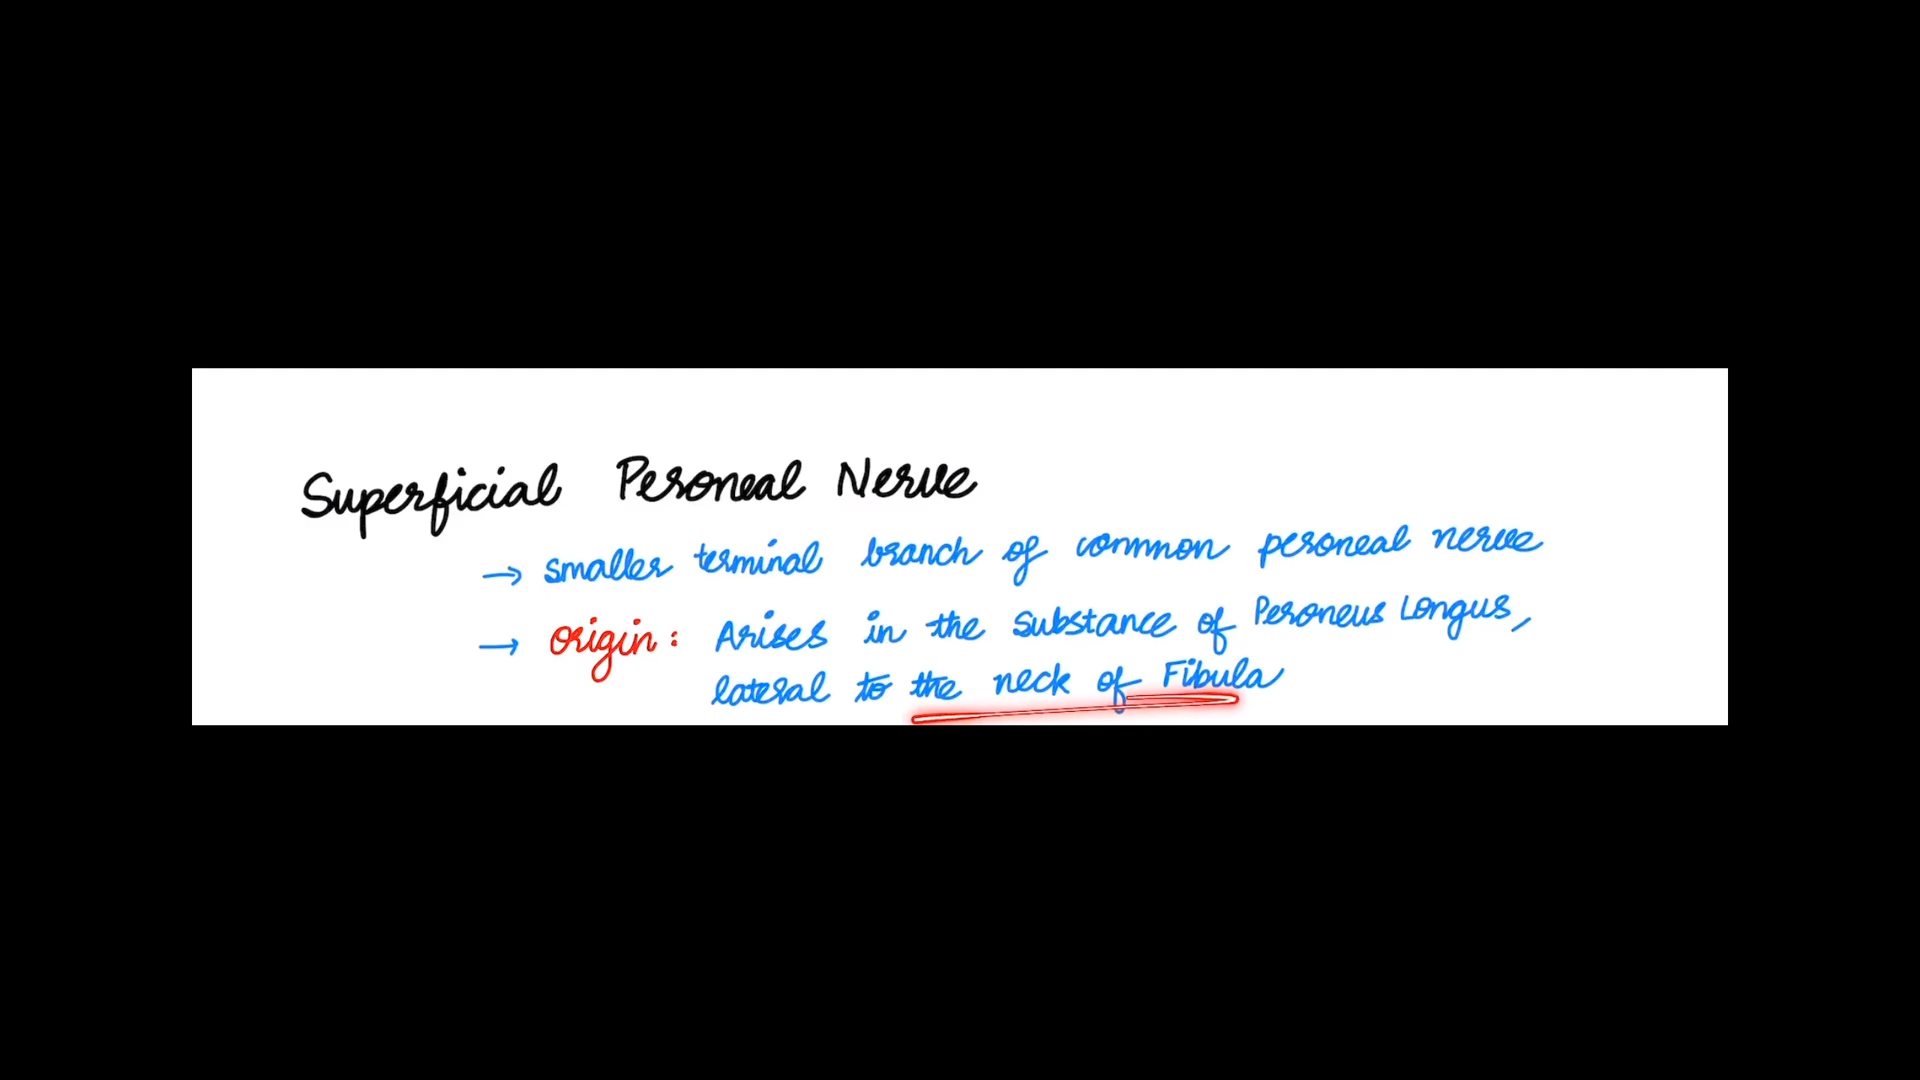 Superficial Peroneal Nerve
→ smaller terminal branch of common peroneal nerve
→ origin: Arises in the substance of Peroneus Longus,
lateral to the neck of Fibula